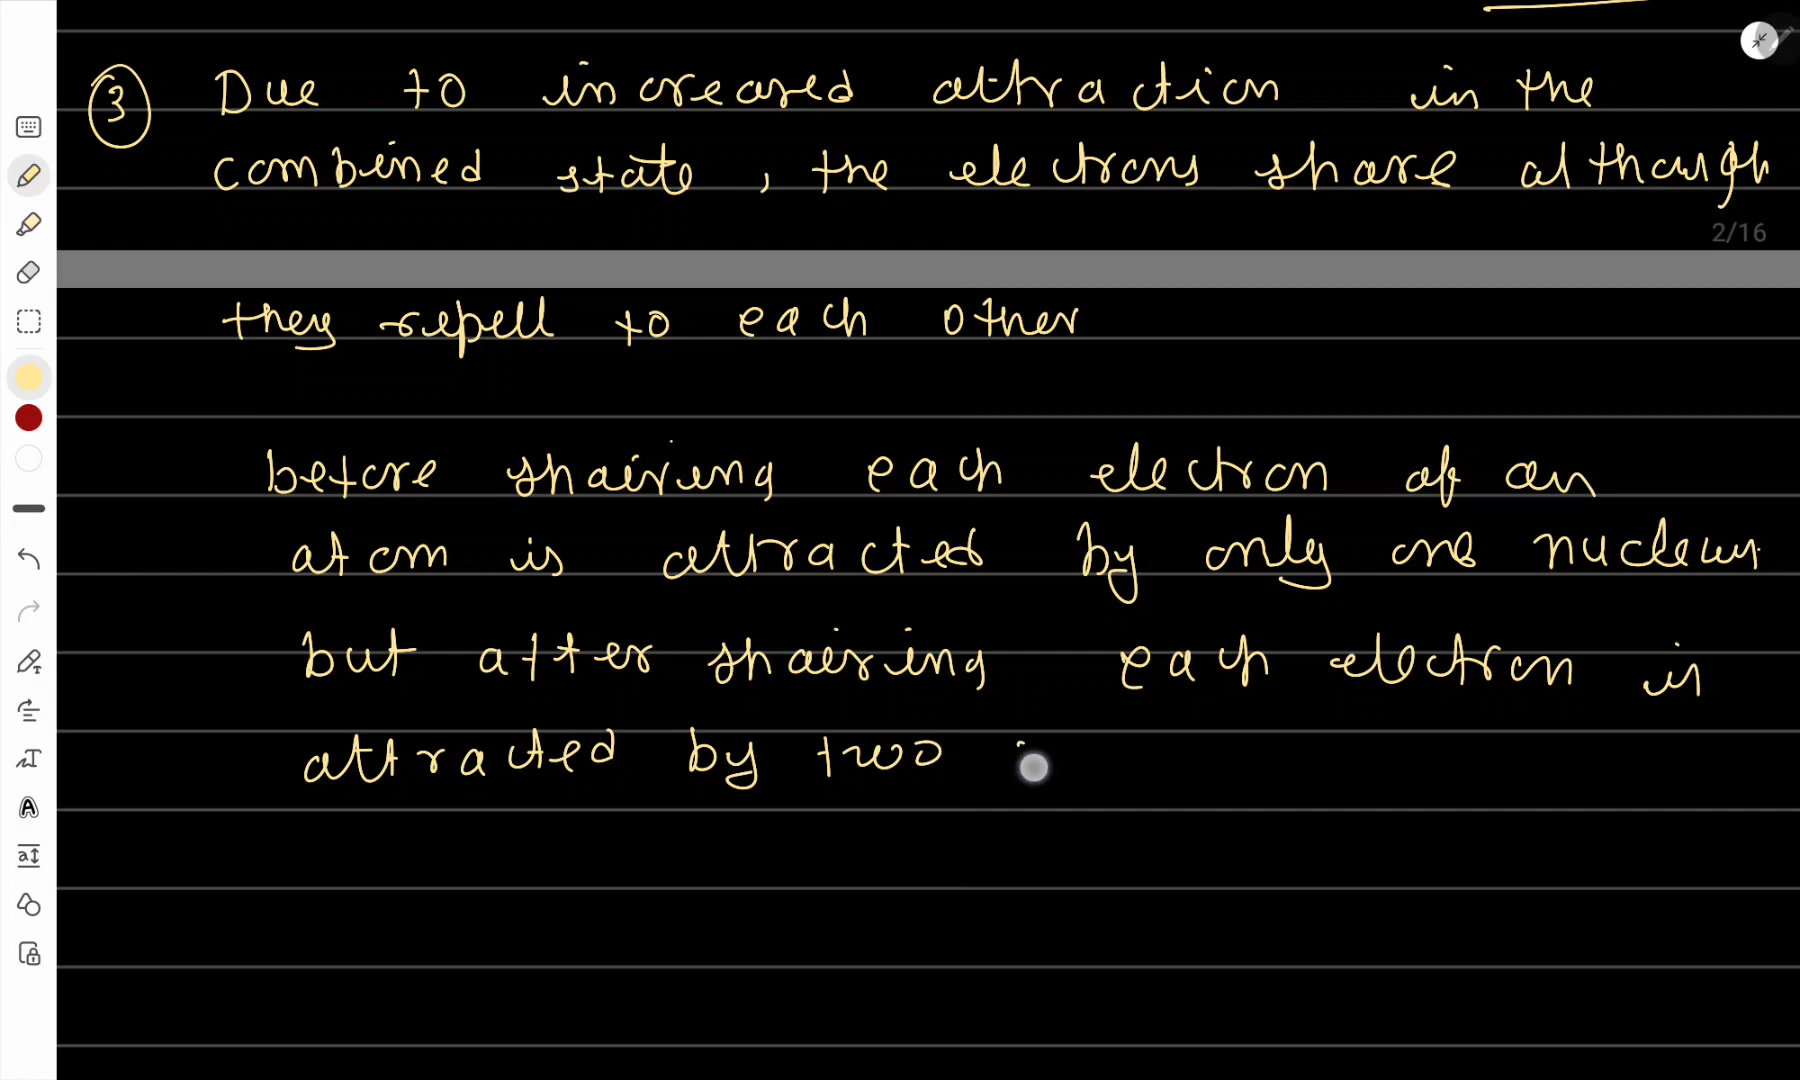 3 Due to increased attraction in the
combined state, the electrons share although
2/16
they repell to each other
before shairing each electron of an
atom is attracted by only one nucleus
but after shairing each electron is
attracted by two